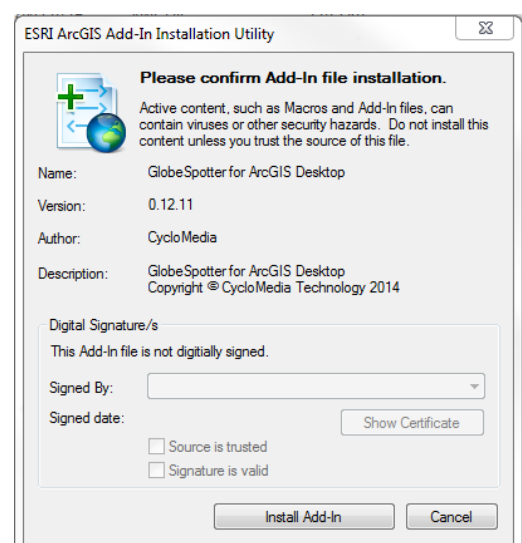 ESRI ArcGIS Add-In Installation Utility
Please confirm Add-In file installation.
Active content, such as Macros and Add-In files, can
contain viruses or other security hazards. Do not install this
content unless you trust the source of this file.
Name: GlobeSpotter for ArcGIS Desktop
Version: 0.12.11
Author: CycloMedia
Description: GlobeSpotter for ArcGIS Desktop
Copyright © CycloMedia Technology 2014
Digital Signature/s
This Add-In file is not digitially signed.
Signed By:
Signed date:
Show Certificate
Source is trusted
Signature is valid
Install Add-In Cancel